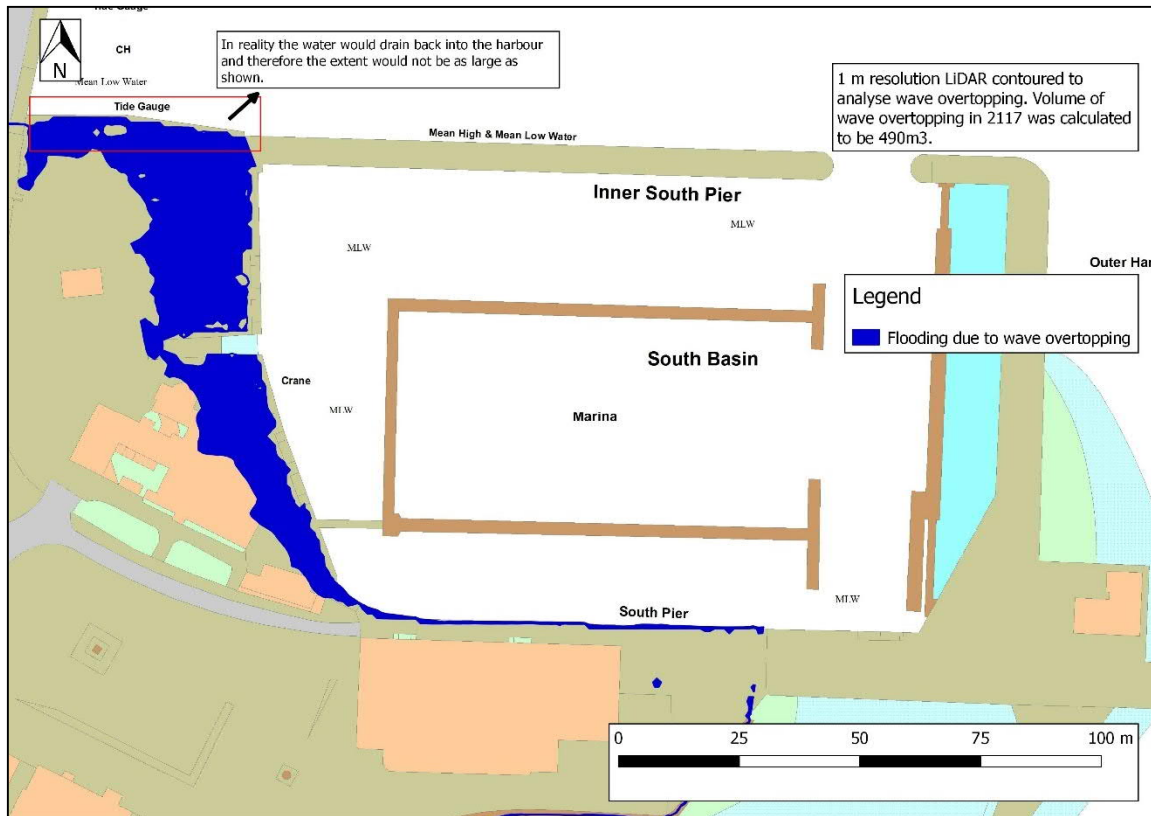 Tide Gauge
CH
Mean Low Water
N
In reality the water would drain back into the harbour
and therefore the extent would not be as large as
shown.
1 m resolution LiDAR contoured to
analyse wave overtopping. Volume of
wave overtopping in 2117 was calculated
to be 490m3.
Tide Gauge
Mean High & Mean Low Water
Inner South Pier
MLW
MLW
Outer Har
Legend
Flooding due to wave overtopping
South Basin
Crane
MLW
Marina
MLW
South Pier
0 25 50 75 100 m